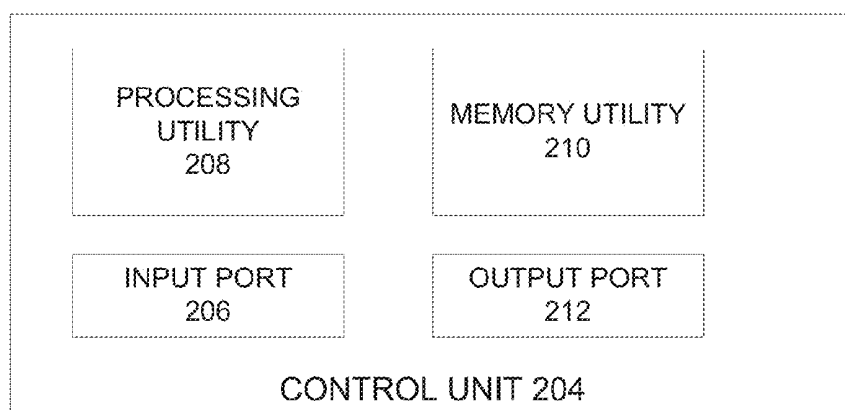 PROCESSING
UTILITY
208
MEMORY UTILITY
210
INPUT PORT
206
OUTPUT PORT
212
CONTROL UNIT 204